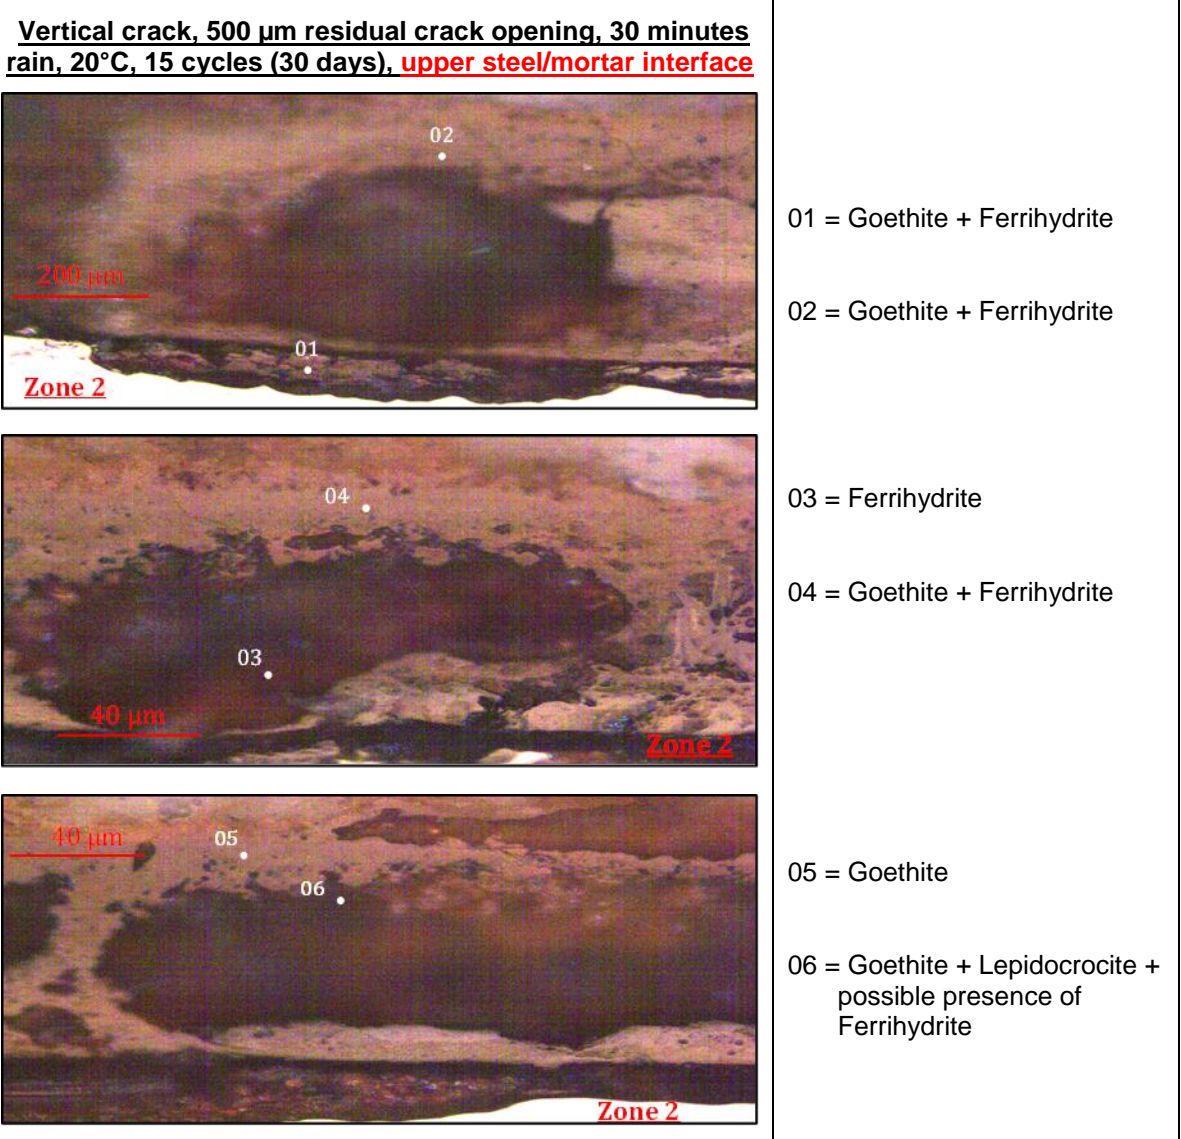 Vertical crack, 500 µm residual crack opening, 30 minutes
rain, 20°C, 15 cycles (30 days), upper steel/mortar interface
02
200 µm
01
Zone 2
01 = Goethite + Ferrihydrite
02 = Goethite + Ferrihydrite
04
03
40 µm
Zone 2
03 = Ferrihydrite
04 = Goethite + Ferrihydrite
40 µm
05
06
Zone 2
05 = Goethite
06 = Goethite + Lepidocrocite +
possible presence of
Ferrihydrite